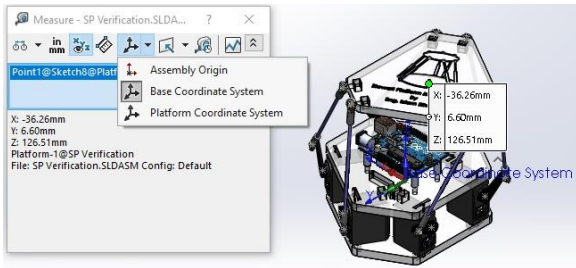 Measure - SP Verification.SLDA... ? ×
in
mm
Point1@Sketch8@Platf
Assembly Origin
Base Coordinate System
Platform Coordinate System
X: -36.26mm
Y: 6.60mm
Z: 126.51mm
Platform-1@SP Verification
File: SP Verification.SLDASM Config: Default
By
X: -36.26mm
Y: 6.60mm
Z: 126.51mm
Base Coordinate System
Y